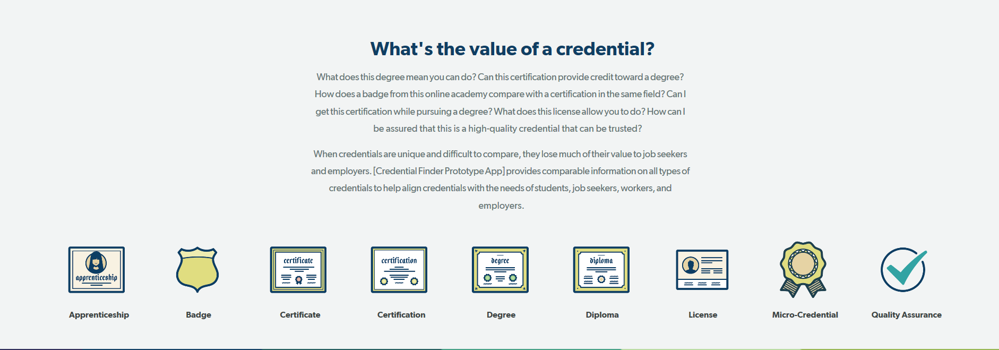 What's the value of a credential?
What does this degree mean you can do? Can this certification provide credit toward a degree?
How does a badge from this online academy compare with a certification in the same field? Can I
get this certification while pursuing a degree? What does this license allow you to do? How can I
be assured that this is a high-quality credential that can be trusted?
When credentials are unique and difficult to compare, they lose much of their value to job seekers
and employers. [Credential Finder Prototype App] provides comparable information on all types of
credentials to help align credentials with the needs of students, job seekers, workers, and
employers.
apprenticeship
certificate
certification
degree
diploma
Apprenticeship
Badge
Certificate
Certification
Degree
Diploma
License
Micro-Credential
Quality Assurance